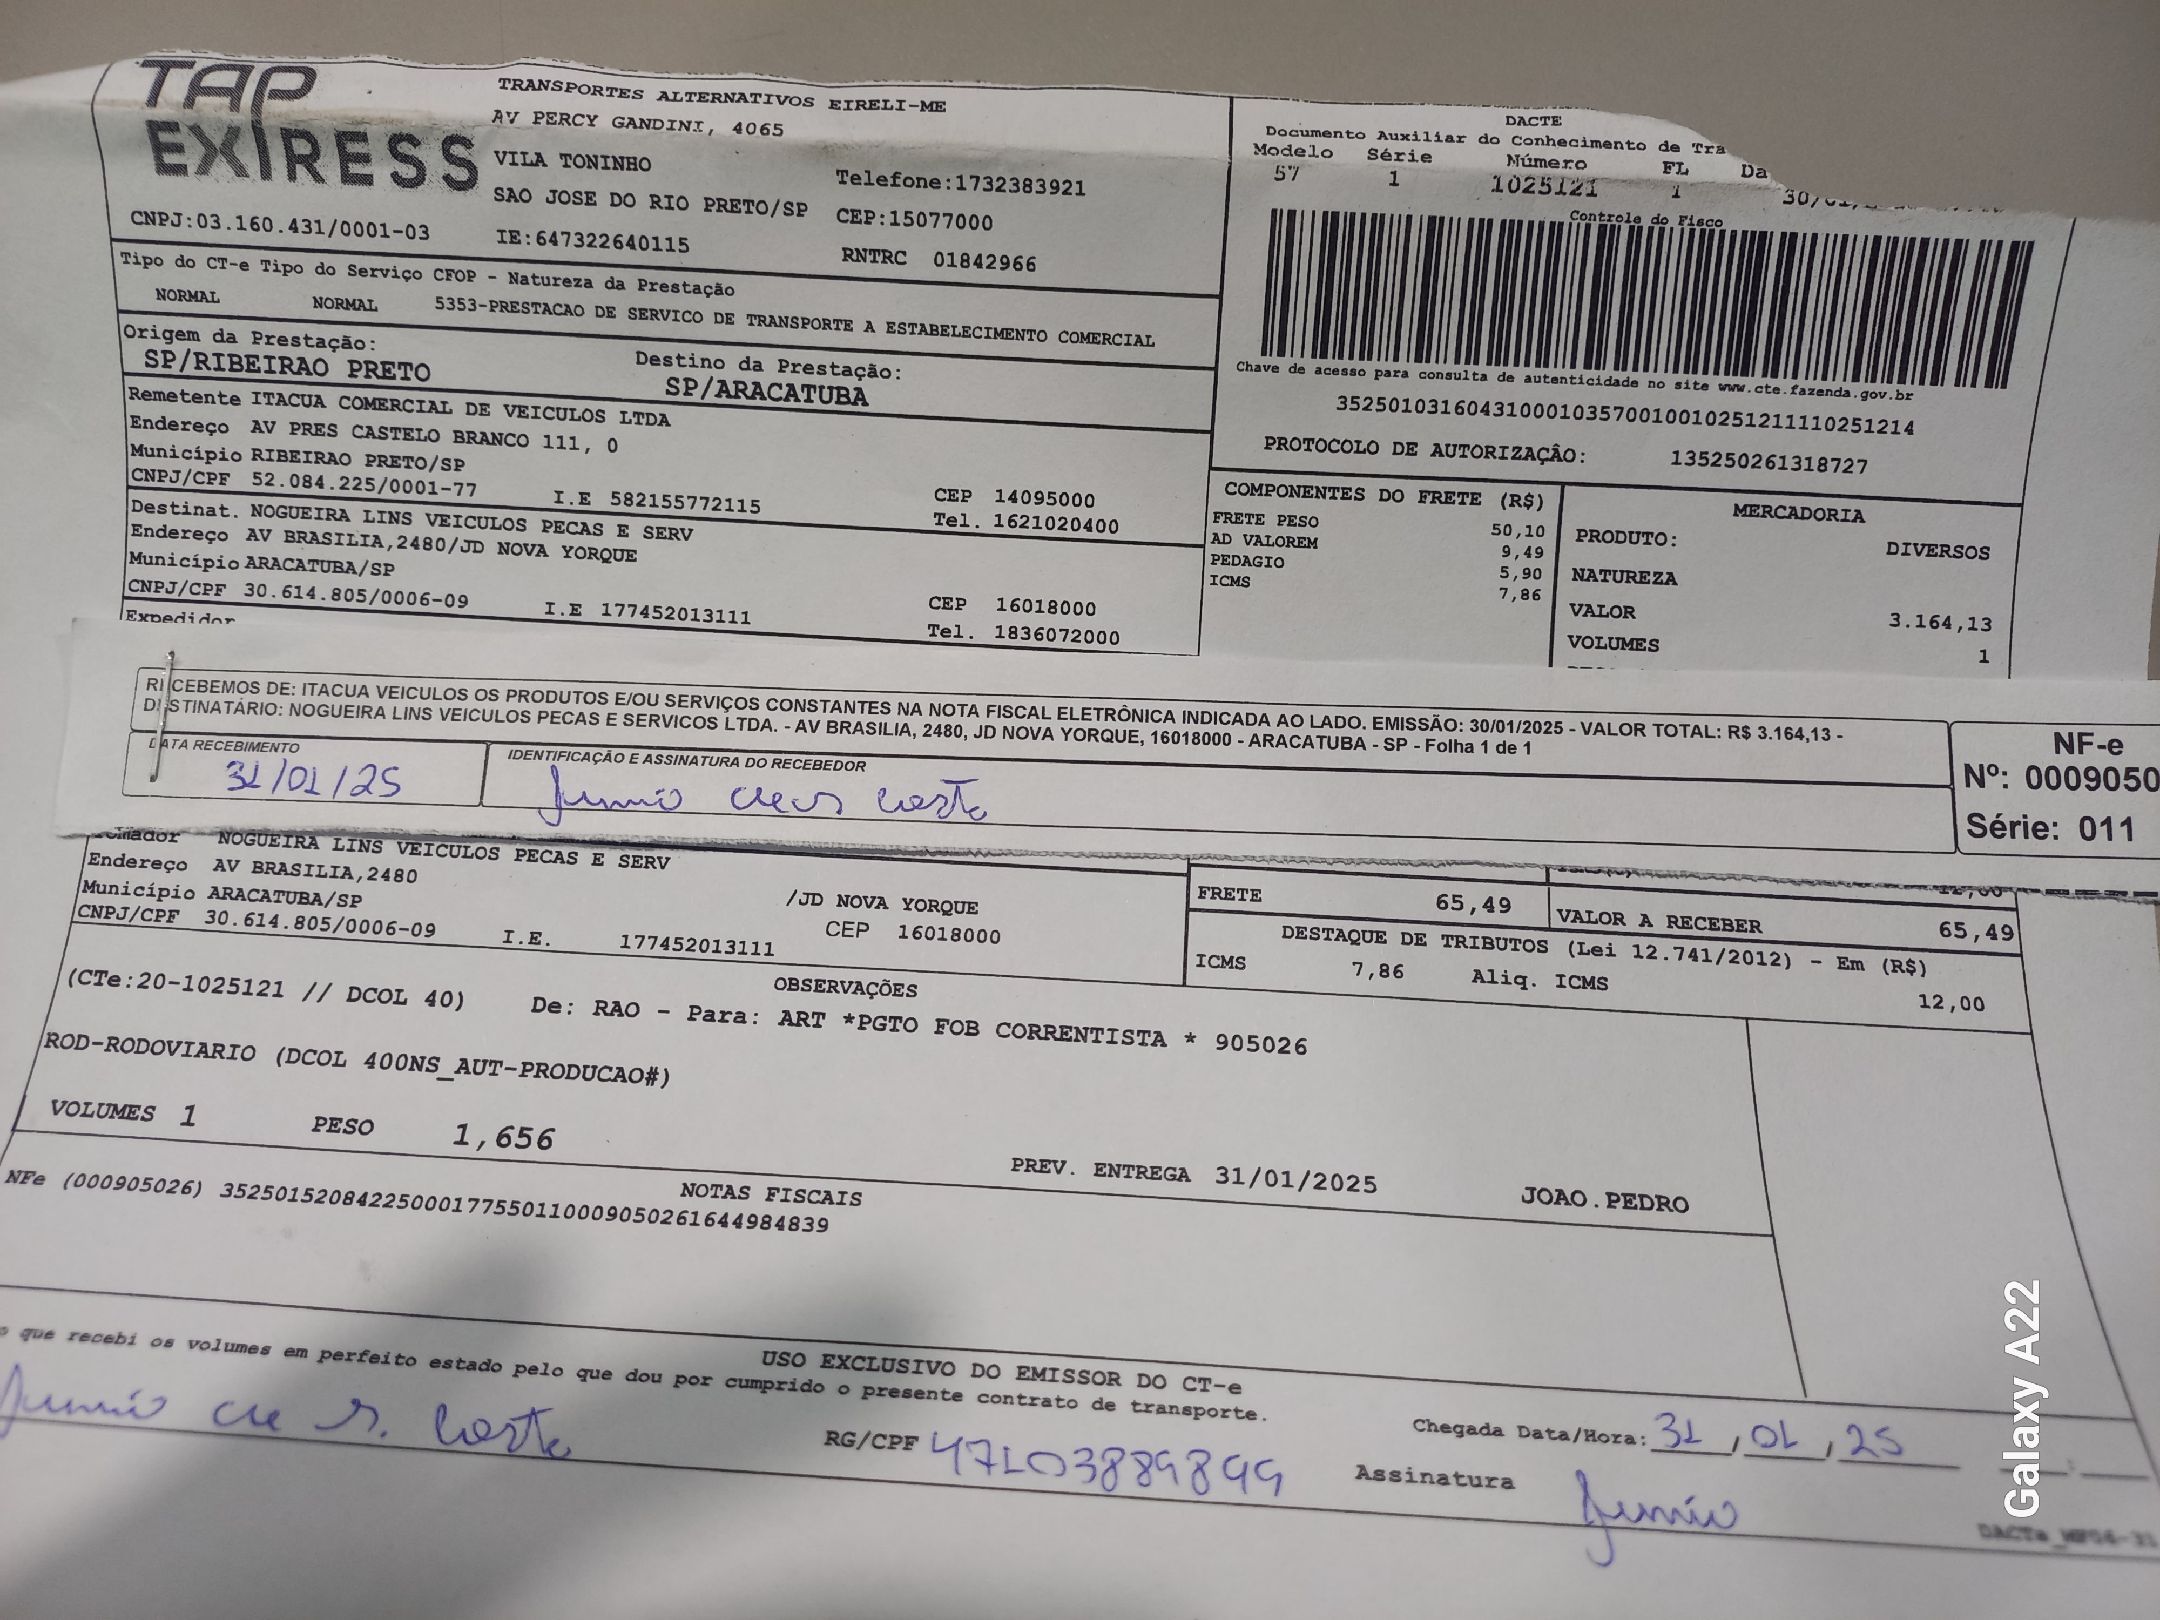 TAP
EXIRESS
TRANSPORTES ALTERNATIVOS EIRELI-ME
AV PERCY GANDINI, 4065
VILA TONINHO
Telefone:1732383921
SAO JOSE DO RIO PRETO/SP CEP:15077000
CNPJ:03.160.431/0001-03 IE:647322640115 RNTRC 01842966
DACTE
Documento Auxiliar do Conhecimento de Tra
Modelo Série Número FL Da
57 1 1025121 1 30/01/
Controle do Fisco
Tipo do CT-e Tipo do Serviço CFOP - Natureza da Prestação
NORMAL NORMAL 5353-PRESTACAO DE SERVICO DE TRANSPORTE A ESTABELECIMENTO COMERCIAL
Origem da Prestação: Destino da Prestação:
SP/RIBEIRAO PRETO SP/ARACATUBA
Chave de acesso para consulta de autenticidade no site www.cte.fazenda.gov.br
35250103160431000103570010010251211110251214
PROTOCOLO DE AUTORIZAÇÂO: 135250261318727
Remetente ITACUA COMERCIAL DE VEICULOS LTDA
Endereço AV PRES CASTELO BRANCO 111, 0
Município RIBEIRAO PRETO/SP CEP 14095000
CNPJ/CPF 52.084.225/0001-77 I.E 582155772115 Tel. 1621020400
Destinat. NOGUEIRA LINS VEICULOS PECAS E SERV
Endereço AV BRASILIA,2480/JD NOVA YORQUE
Município ARACATUBA/SP CEP 16018000
CNPJ/CPF 30.614.805/0006-09 I.E 177452013111 Tel. 1836072000
Expedidor
COMPONENTES DO FRETE (R$)
FRETE PESO 50,10
AD VALOREM 9,49
PEDAGIO 5,90
ICMS 7,86
MERCADORIA
PRODUTO: DIVERSOS
NATUREZA
VALOR 3.164,13
VOLUMES 1
RECEBEMOS DE: ITACUA VEICULOS OS PRODUTOS E/OU SERVIÇOS CONSTANTES NA NOTA FISCAL ELETRÔNICA INDICADA AO LADO. EMISSÃO: 30/01/2025 - VALOR TOTAL: R$ 3.164,13 -
DESTINATÁRIO: NOGUEIRA LINS VEICULOS PECAS E SERVICOS LTDA. - AV BRASILIA, 2480, JD NOVA YORQUE, 16018000 - ARACATUBA - SP - Folha 1 de 1
DATA RECEBIMENTO IDENTIFICAÇÃO E ASSINATURA DO RECEBEDOR
31/01/25 Junio de S Costa
NF-e
Nº: 0009050
Série: 011
Tomador NOGUEIRA LINS VEICULOS PECAS E SERV
Endereço AV BRASILIA,2480 /JD NOVA YORQUE
Município ARACATUBA/SP CEP 16018000
CNPJ/CPF 30.614.805/0006-09 I.E. 177452013111
12,00
FRETE 65,49 VALOR A RECEBER 65,49
DESTAQUE DE TRIBUTOS (Lei 12.741/2012) - Em (R$)
ICMS 7,86 Aliq. ICMS 12,00
OBSERVAÇÕES
(CTe:20-1025121 // DCOL 40) De: RAO - Para: ART *PGTO FOB CORRENTISTA * 905026
ROD-RODOVIARIO (DCOL 400NS_AUT-PRODUCAO#)
VOLUMES 1 PESO 1,656
PREV. ENTREGA 31/01/2025 JOAO.PEDRO
NOTAS FISCAIS
NFe (000905026) 35250152084225000177550110009050261644984839
USO EXCLUSIVO DO EMISSOR DO CT-e
o que recebi os volumes em perfeito estado pelo que dou por cumprido o presente contrato de transporte.
Junio de S. Costa RG/CPF 47103889899
Chegada Data/Hora: 31/01/25
Assinatura Junio
Galaxy A22